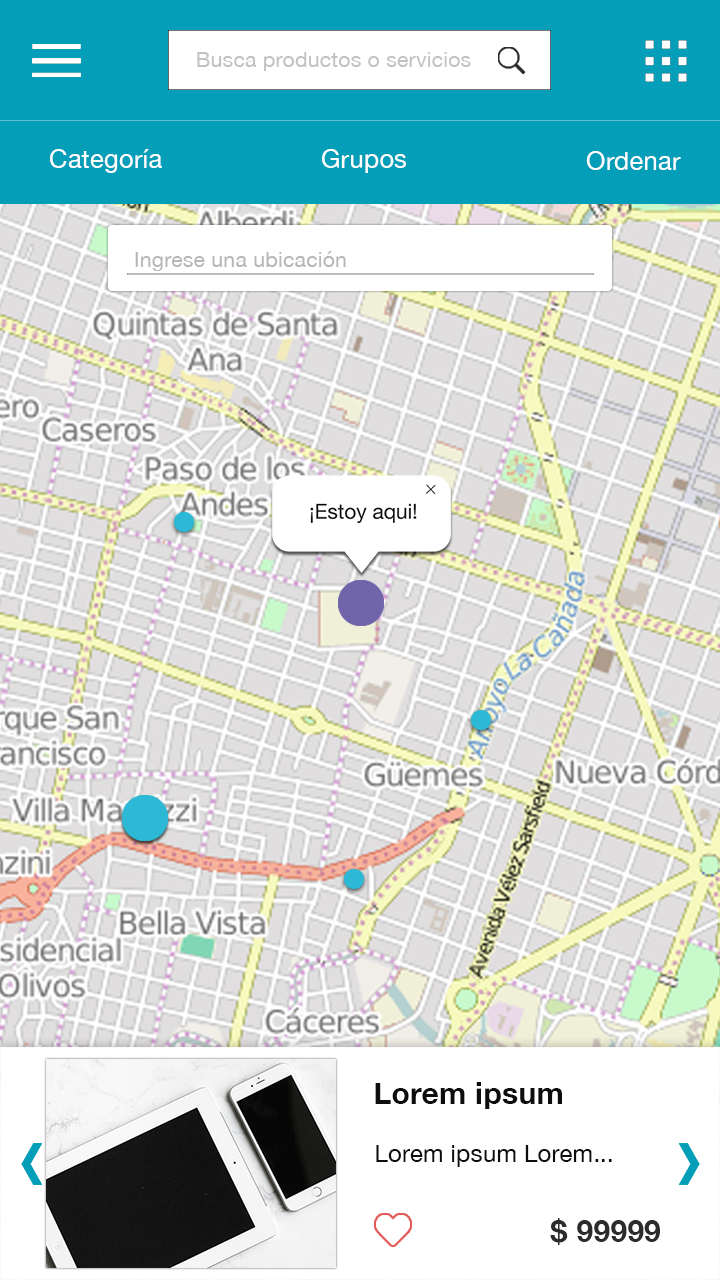 Busca productos o servicios
Categoría
Grupos
Ordenar
Alberdi
Ingrese una ubicación
Quintas de Santa
Ana
ero
Caseros
Paso de los
Andes
×
¡Estoy aqui!
Arroyo La Cañada
rque San
ancisco
Güemes
Nueva Córd
Villa Ma zzi
Avenida Vélez Sarsfield
nzini
Bella Vista
sidencial
Olivos
Cáceres
Lorem ipsum
Lorem ipsum Lorem...
$ 99999